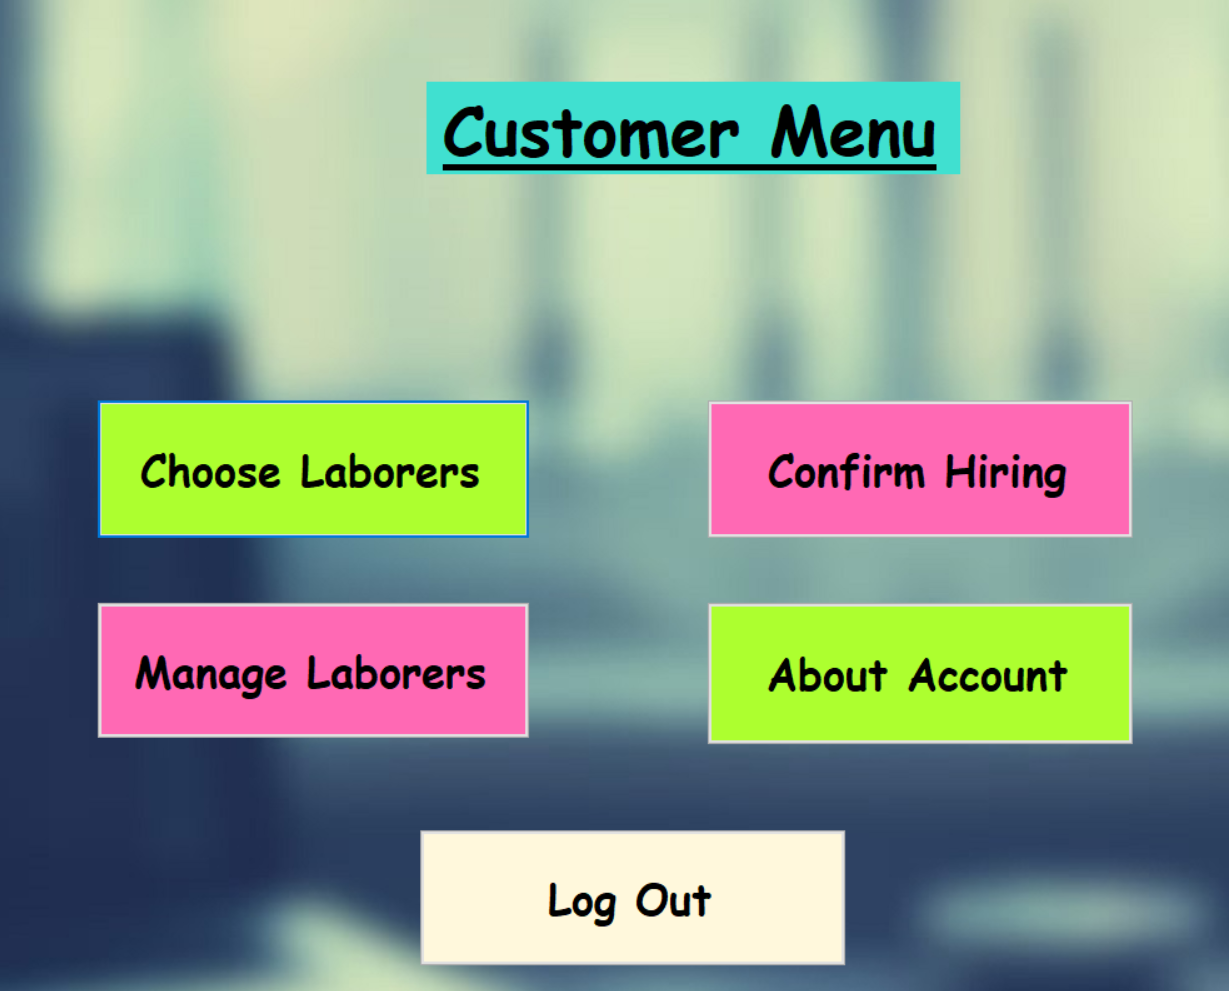 Customer Menu
Choose Laborers
Confirm Hiring
Manage Laborers
About Account
Log Out